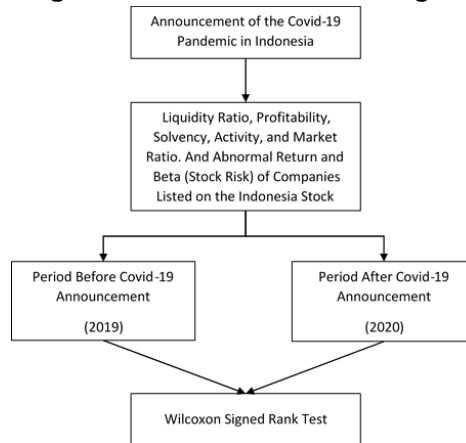 Announcement of the Covid-19
Pandemic in Indonesia
Liquidity Ratio, Profitability,
Solvency, Activity, and Market
Ratio. And Abnormal Return and
Beta (Stock Risk) of Companies
Listed on the Indonesia Stock
Period Before Covid-19
Announcement
(2019)
Period After Covid-19
Announcement
(2020)
Wilcoxon Signed Rank Test